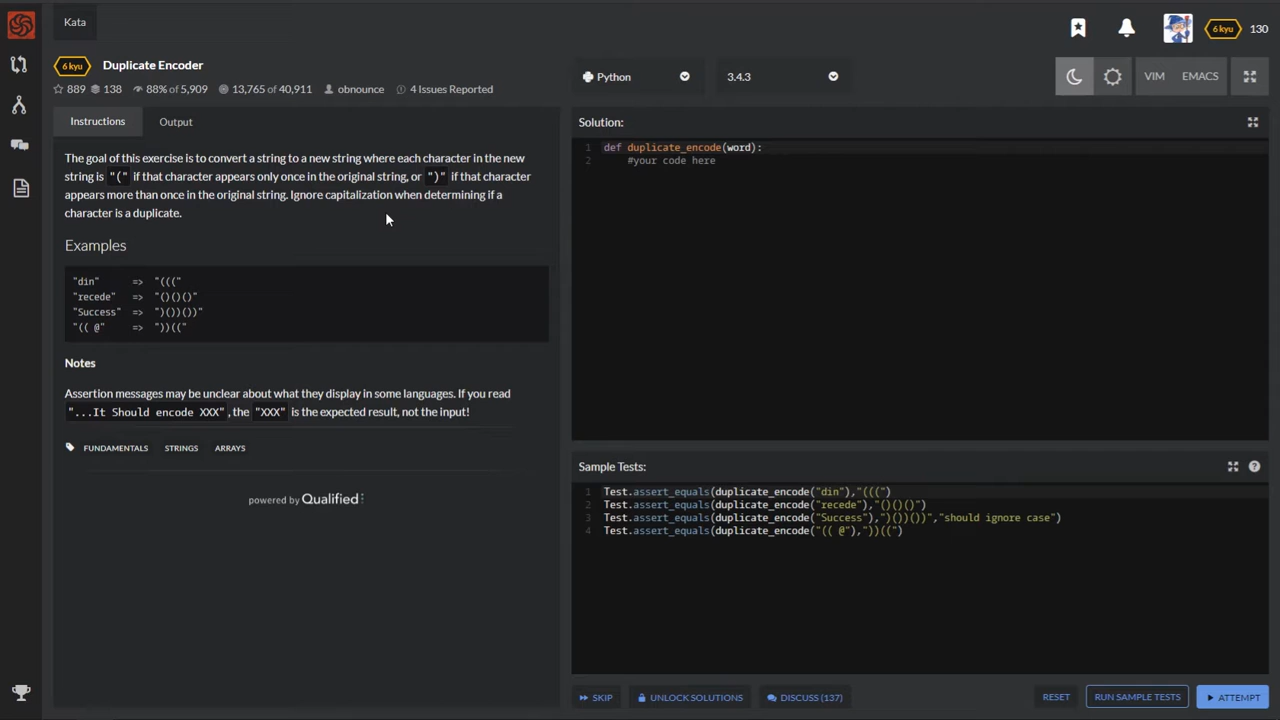 Kata
6 kyu
130
6 kyu
Duplicate Encoder
889
138
88% of 5,909
13,765 of 40,911
obnounce
4 Issues Reported
Python
3.4.3
VIM
EMACS
Instructions
Output
The goal of this exercise is to convert a string to a new string where each character in the new
string is "(" if that character appears only once in the original string, or ")" if that character
appears more than once in the original string. Ignore capitalization when determining if a
character is a duplicate.
Examples
"din" => "((("
"recede" => "()()()"
"Success" => ")())())"
"(( @" => "))(("
Notes
Assertion messages may be unclear about what they display in some languages. If you read
"...It Should encode XXX", the "XXX" is the expected result, not the input!
FUNDAMENTALS STRINGS ARRAYS
powered by Qualified
Solution:
1 def duplicate_encode(word):
2 #your code here
Sample Tests:
?
1 Test.assert_equals(duplicate_encode("din"),"(((")
2 Test.assert_equals(duplicate_encode("recede"),"()()()")
3 Test.assert_equals(duplicate_encode("Success"),")())())","should ignore case")
4 Test.assert_equals(duplicate_encode("(( @"),"))((")
SKIP
UNLOCK SOLUTIONS
DISCUSS (137)
RESET
RUN SAMPLE TESTS
ATTEMPT